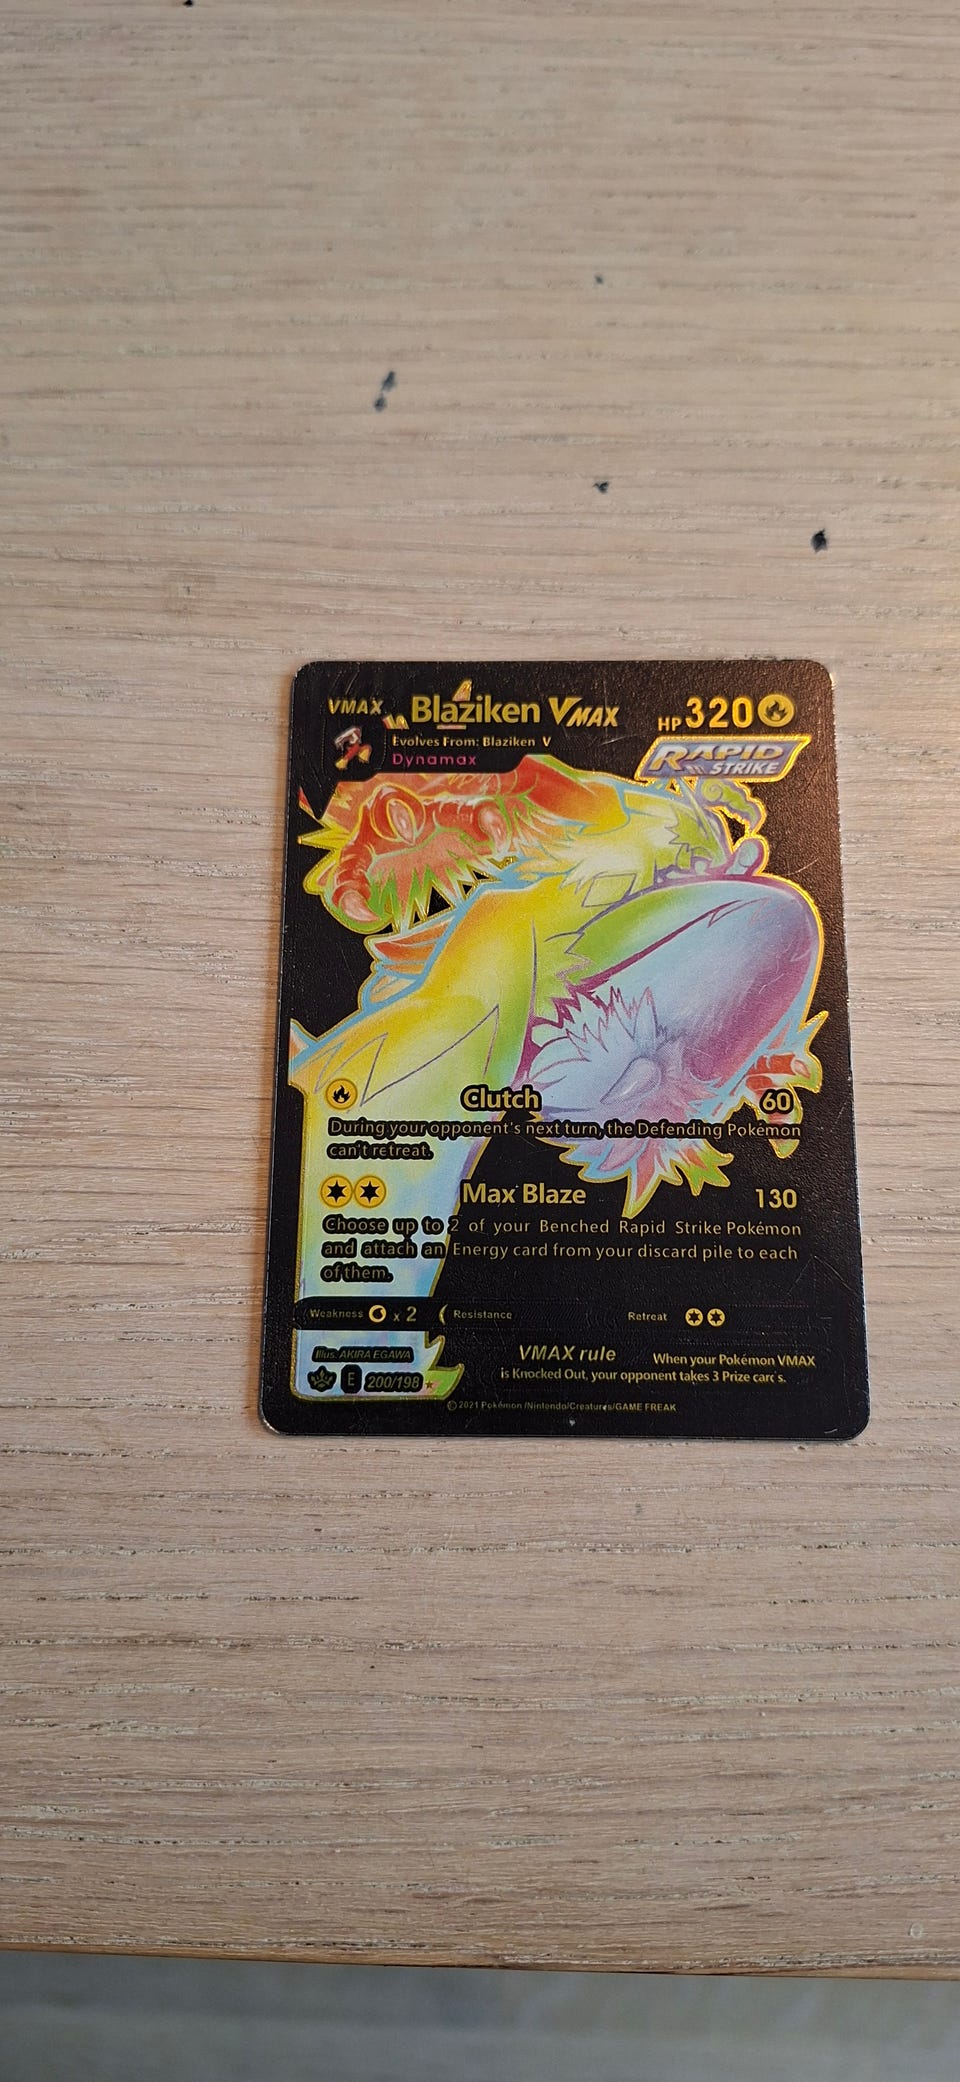 VMAX Blaziken VMAX HP 320
Evolves From: Blaziken V
Dynamax
RAPID
STRIKE
Clutch 60
During your opponent's next turn, the Defending Pokémon
can't retreat.
Max Blaze 130
Choose up to 2 of your Benched Rapid Strike Pokémon
and attach an Energy card from your discard pile to each
of them.
Weakness x 2 Resistance Retreat
Illus. AKIRA EGAWA
VMAX rule When your Pokémon VMAX
is Knocked Out, your opponent takes 3 Prize carc s.
E 200/198
©2021 Pokémon /Nintendo/Creatures/GAME FREAK